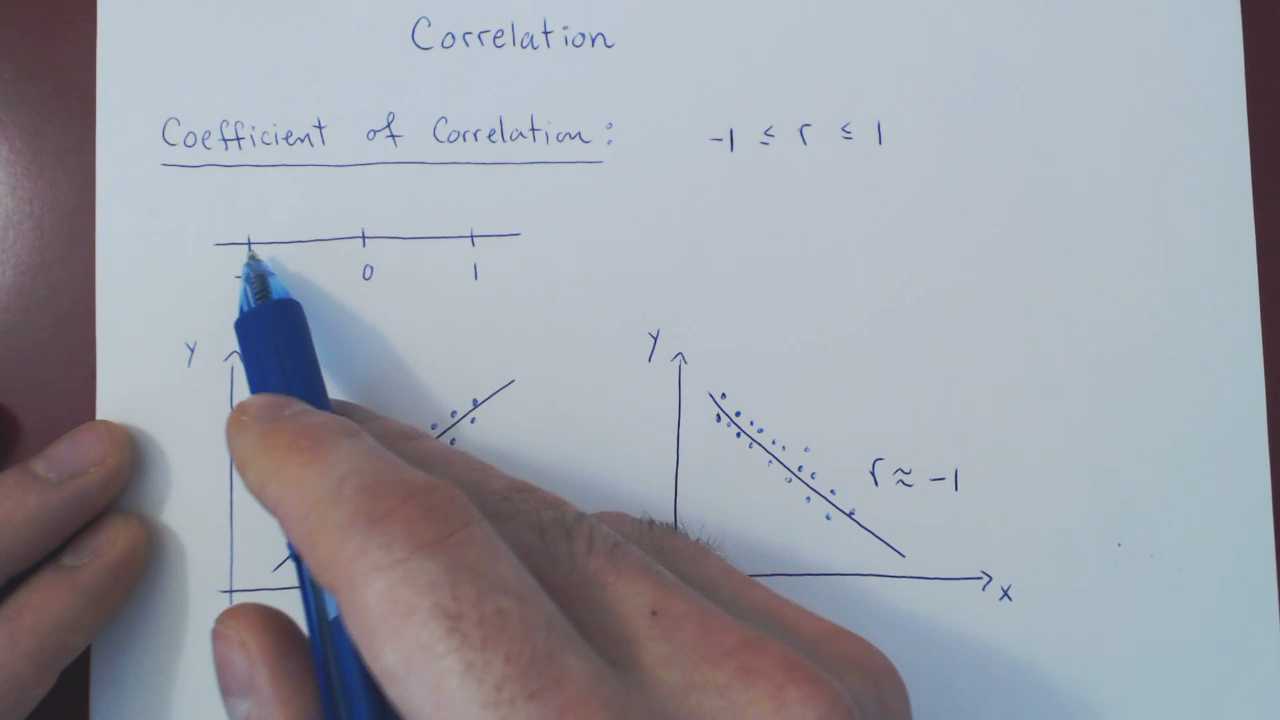 Correlation
Coefficient of Correlation: -1 ≤ r ≤ 1
0 1
y
y
r ≈ -1
x